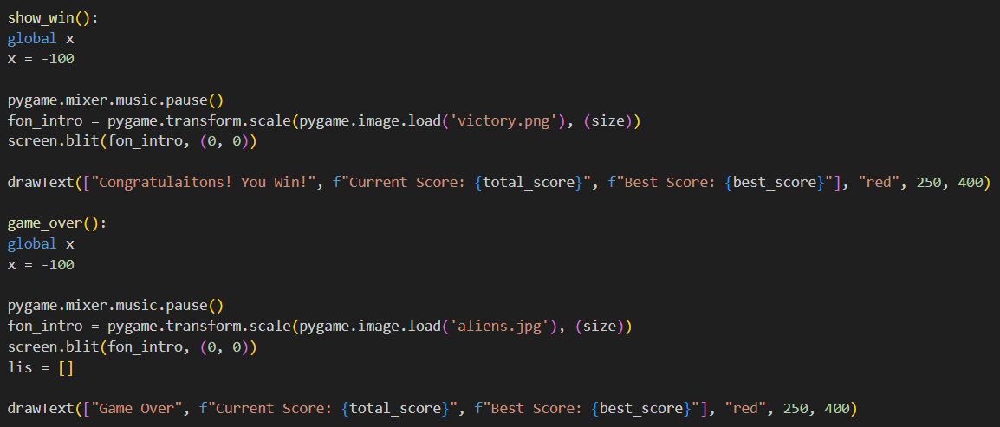 show_win():
global x
x = -100
pygame.mixer.music.pause()
fon_intro = pygame.transform.scale(pygame.image.load('victory.png'), (size))
screen.blit(fon_intro, (0, 0))
drawText(["Congratulaitons! You Win!", f"Current Score: {total_score}", f"Best Score: {best_score}"], "red", 250, 400)
game_over():
global x
x = -100
pygame.mixer.music.pause()
fon_intro = pygame.transform.scale(pygame.image.load('aliens.jpg'), (size))
screen.blit(fon_intro, (0, 0))
lis = []
drawText(["Game Over", f"Current Score: {total_score}", f"Best Score: {best_score}"], "red", 250, 400)